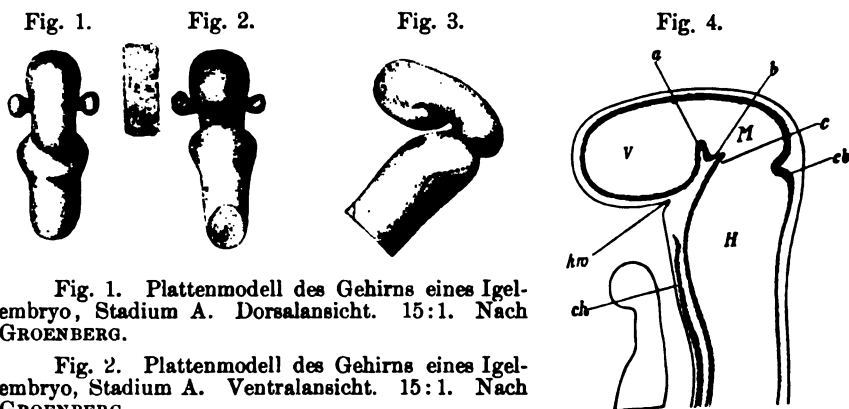 Fig. 1.
Fig. 2.
Fig. 3.
Fig. 4.
a
b
M
c
V
cb
H
hw
ch
Fig. 1. Plattenmodell des Gehirns eines Igel-
embryo, Stadium A. Dorsalansicht. 15:1. Nach
GROENBERG.
Fig. 2. Plattenmodell des Gehirns eines Igel-
embryo, Stadium A. Ventralansicht. 15:1. Nach
GROENBERG.